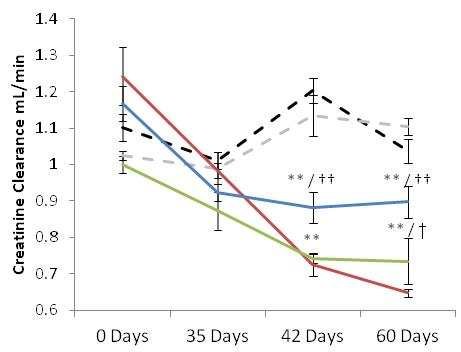 Creatinine Clearance mL/min
1.4
1.3
1.2
1.1
1
0.9
0.8
0.7
0.6
** / ††
** / ††
** / †
**
0 Days
35 Days
42 Days
60 Days